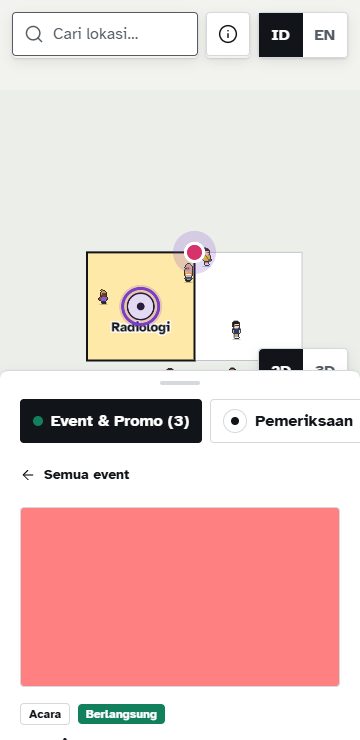 Cari lokasi...
ID
EN
Radiologi
Event & Promo (3)
Pemeriksaan
Semua event
Acara
Berlangsung